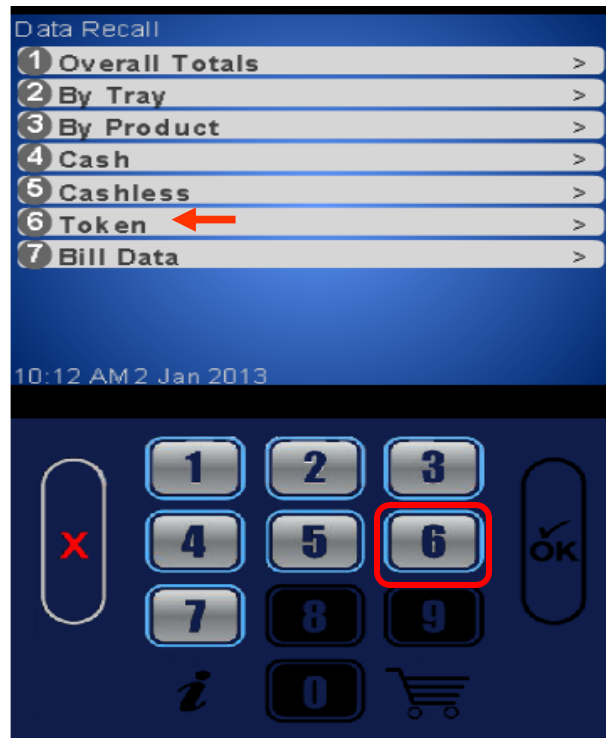 Data Recall
1 Overall Totals >
2 By Tray >
3 By Product >
4 Cash >
5 Cashless >
6 Token >
7 Bill Data >
10:12 AM 2 Jan 2013
1 2 3
X 4 5 6 OK
7 8 9
i 0